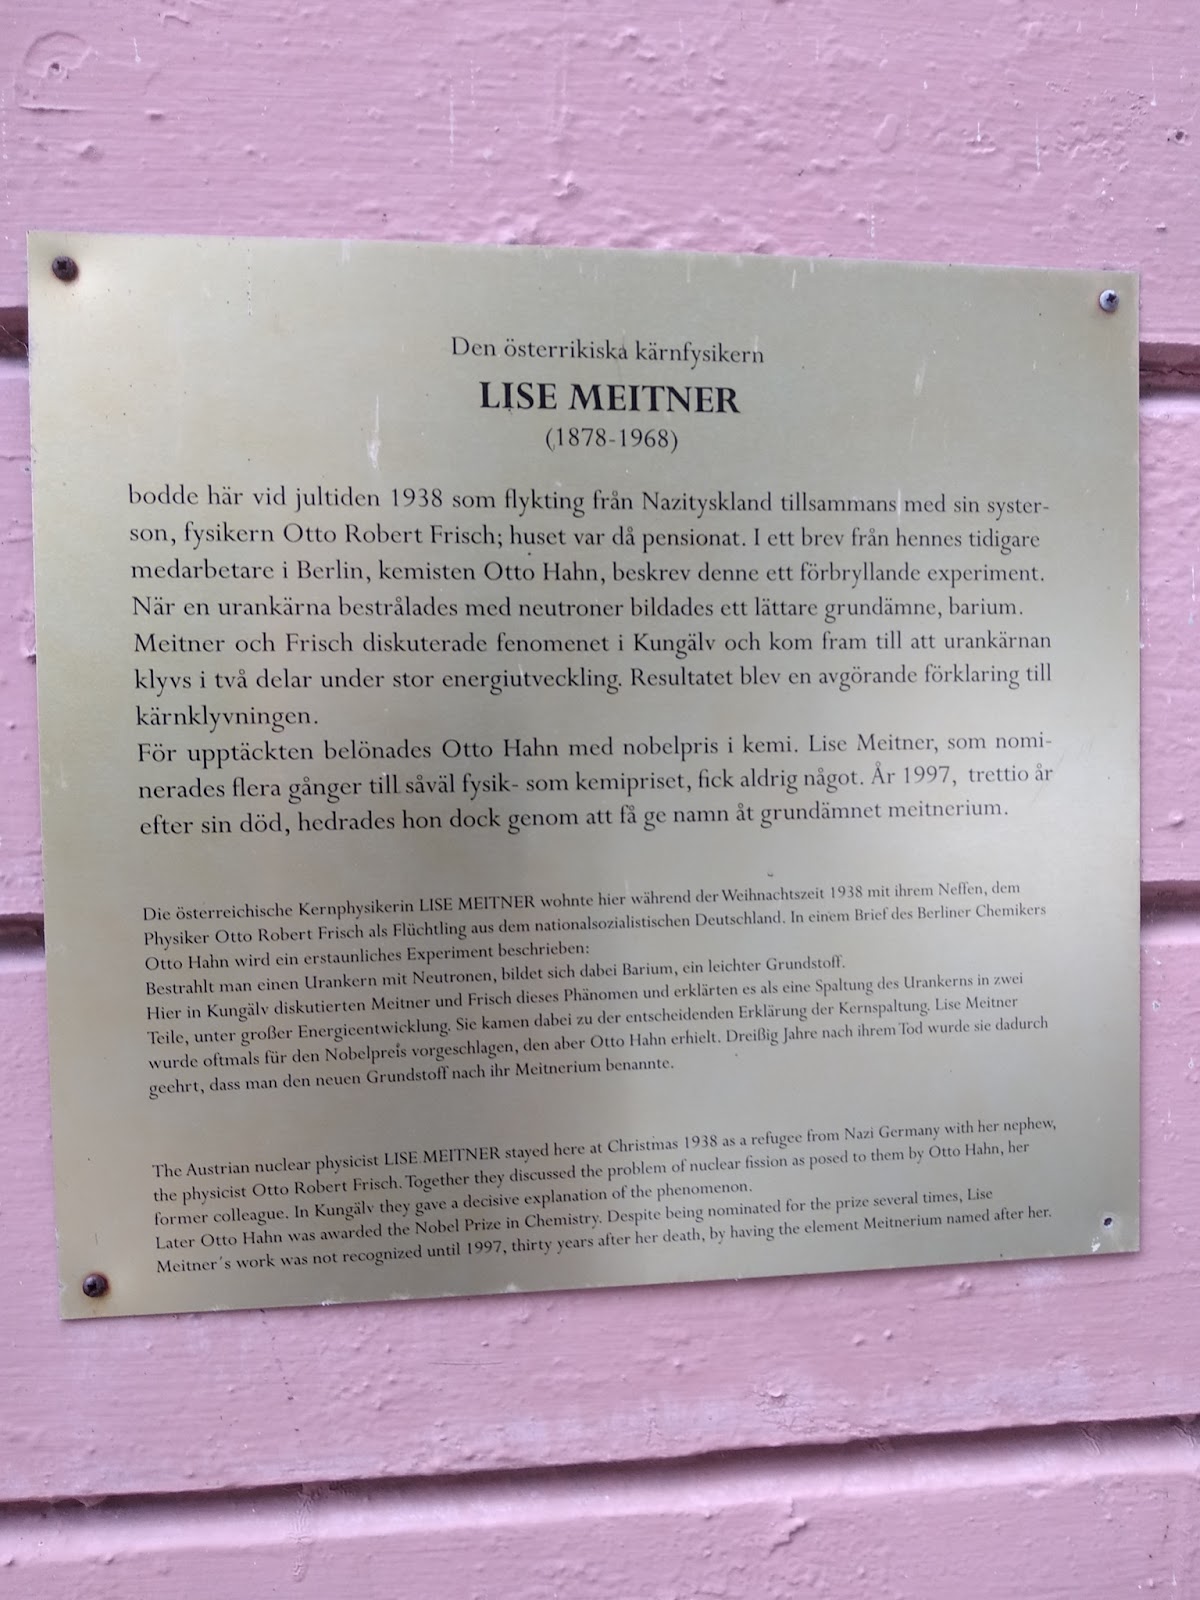 Den österrikiska kärnfysikern
LISE MEITNER
(1878-1968)
bodde här vid jultiden 1938 som flykting från Nazityskland tillsammans med sin syster-
son, fysikern Otto Robert Frisch; huset var då pensionat. I ett brev från hennes tidigare
medarbetare i Berlin, kemisten Otto Hahn, beskrev denne ett förbryllande experiment.
När en urankärna bestrålades med neutroner bildades ett lättare grundämne, barium.
Meitner och Frisch diskuterade fenomenet i Kungälv och kom fram till att urankärnan
klyvs i två delar under stor energiutveckling. Resultatet blev en avgörande förklaring till
kärnklyvningen.
För upptäckten belönades Otto Hahn med nobelpris i kemi. Lise Meitner, som nomi-
nerades flera gånger till såväl fysik- som kemipriset, fick aldrig något. År 1997, trettio år
efter sin död, hedrades hon dock genom att få ge namn åt grundämnet meitnerium.
Die österreichische Kernphysikerin LISE MEITNER wohnte hier während der Weihnachtszeit 1938 mit ihrem Neffen, dem
Physiker Otto Robert Frisch als Flüchtling aus dem nationalsozialistischen Deutschland. In einem Brief des Berliner Chemikers
Otto Hahn wird ein erstaunliches Experiment beschrieben:
Bestrahlt man einen Urankern mit Neutronen, bildet sich dabei Barium, ein leichter Grundstoff.
Hier in Kungälv diskutierten Meitner und Frisch dieses Phänomen und erklärten es als eine Spaltung des Urankerns in zwei
Teile, unter großer Energieentwicklung. Sie kamen dabei zu der entscheidenden Erklärung der Kernspaltung. Lise Meitner
wurde oftmals für den Nobelpreis vorgeschlagen, den aber Otto Hahn erhielt. Dreißig Jahre nach ihrem Tod wurde sie dadurch
geehrt, dass man den neuen Grundstoff nach ihr Meitnerium benannte.
The Austrian nuclear physicist LISE MEITNER stayed here at Christmas 1938 as a refugee from Nazi Germany with her nephew,
the physicist Otto Robert Frisch. Together they discussed the problem of nuclear fission as posed to them by Otto Hahn, her
former colleague. In Kungälv they gave a decisive explanation of the phenomenon.
Later Otto Hahn was awarded the Nobel Prize in Chemistry. Despite being nominated for the prize several times, Lise
Meitner´s work was not recognized until 1997, thirty years after her death, by having the element Meitnerium named after her.